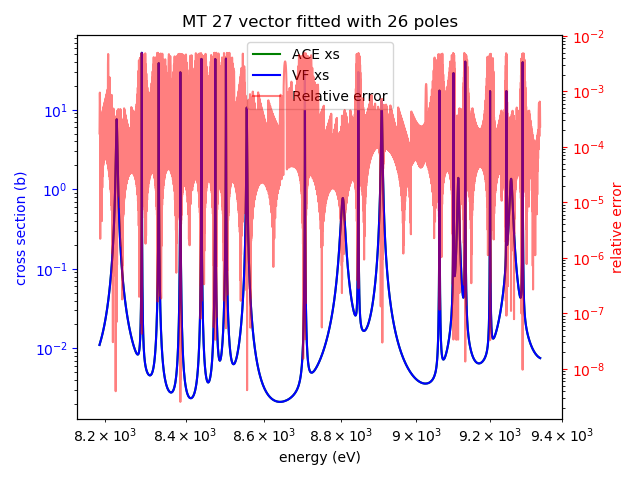 MT 27 vector fitted with 26 poles
ACE xs
VF xs
Relative error
cross section (b)
10¹
10⁰
10⁻¹
10⁻²
relative error
10⁻²
10⁻³
10⁻⁴
10⁻⁵
10⁻⁶
10⁻⁷
10⁻⁸
8.2 × 10³ 8.4 × 10³ 8.6 × 10³ 8.8 × 10³ 9 × 10³ 9.2 × 10³ 9.4 × 10³
energy (eV)